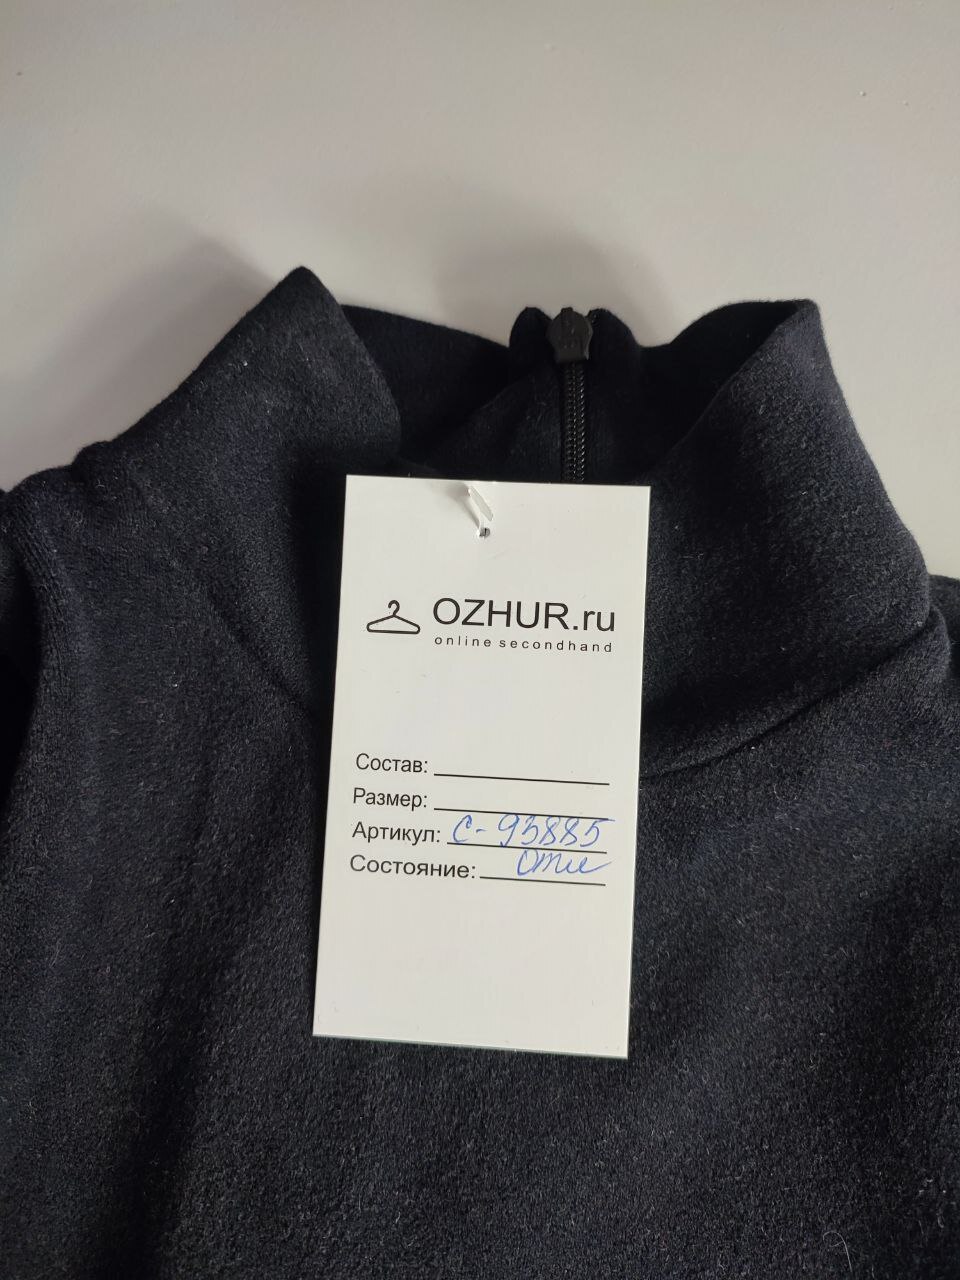 OZHUR.ru
online secondhand
Состав:
Размер:
Артикул: С-93885
Состояние: отл